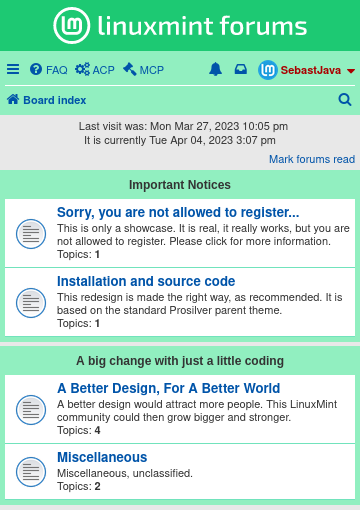 linuxmint forums
FAQ ACP MCP SebastJava
Board index
Last visit was: Mon Mar 27, 2023 10:05 pm
It is currently Tue Apr 04, 2023 3:07 pm
Mark forums read
Important Notices
Sorry, you are not allowed to register...
This is only a showcase. It is real, it really works, but you are
not allowed to register. Please click for more information.
Topics: 1
Installation and source code
This redesign is made the right way, as recommended. It is
based on the standard Prosilver parent theme.
Topics: 1
A big change with just a little coding
A Better Design, For A Better World
A better design would attract more people. This LinuxMint
community could then grow bigger and stronger.
Topics: 4
Miscellaneous
Miscellaneous, unclassified.
Topics: 2